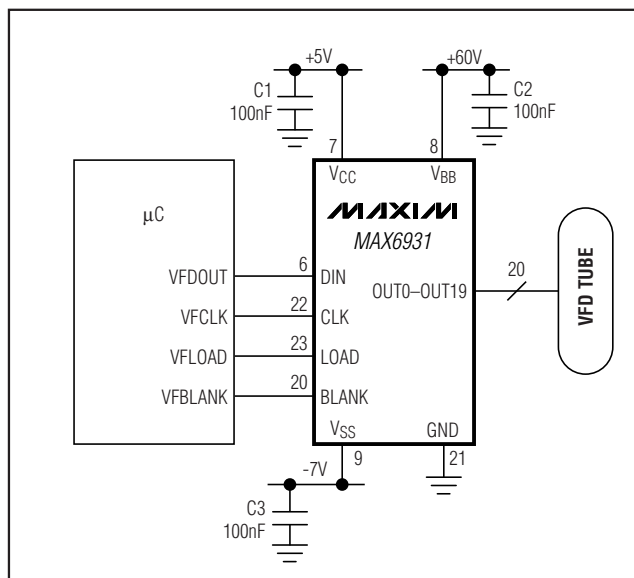 +5V
+60V
C1
100nF
C2
100nF
7
8
VCC
VBB
MAXIM
MAX6931
µC
VFDOUT
6
DIN
VFCLK
22
CLK
VFLOAD
23
LOAD
VFBLANK
20
BLANK
OUT0–OUT19
20
VFD TUBE
VSS
GND
9
21
-7V
C3
100nF